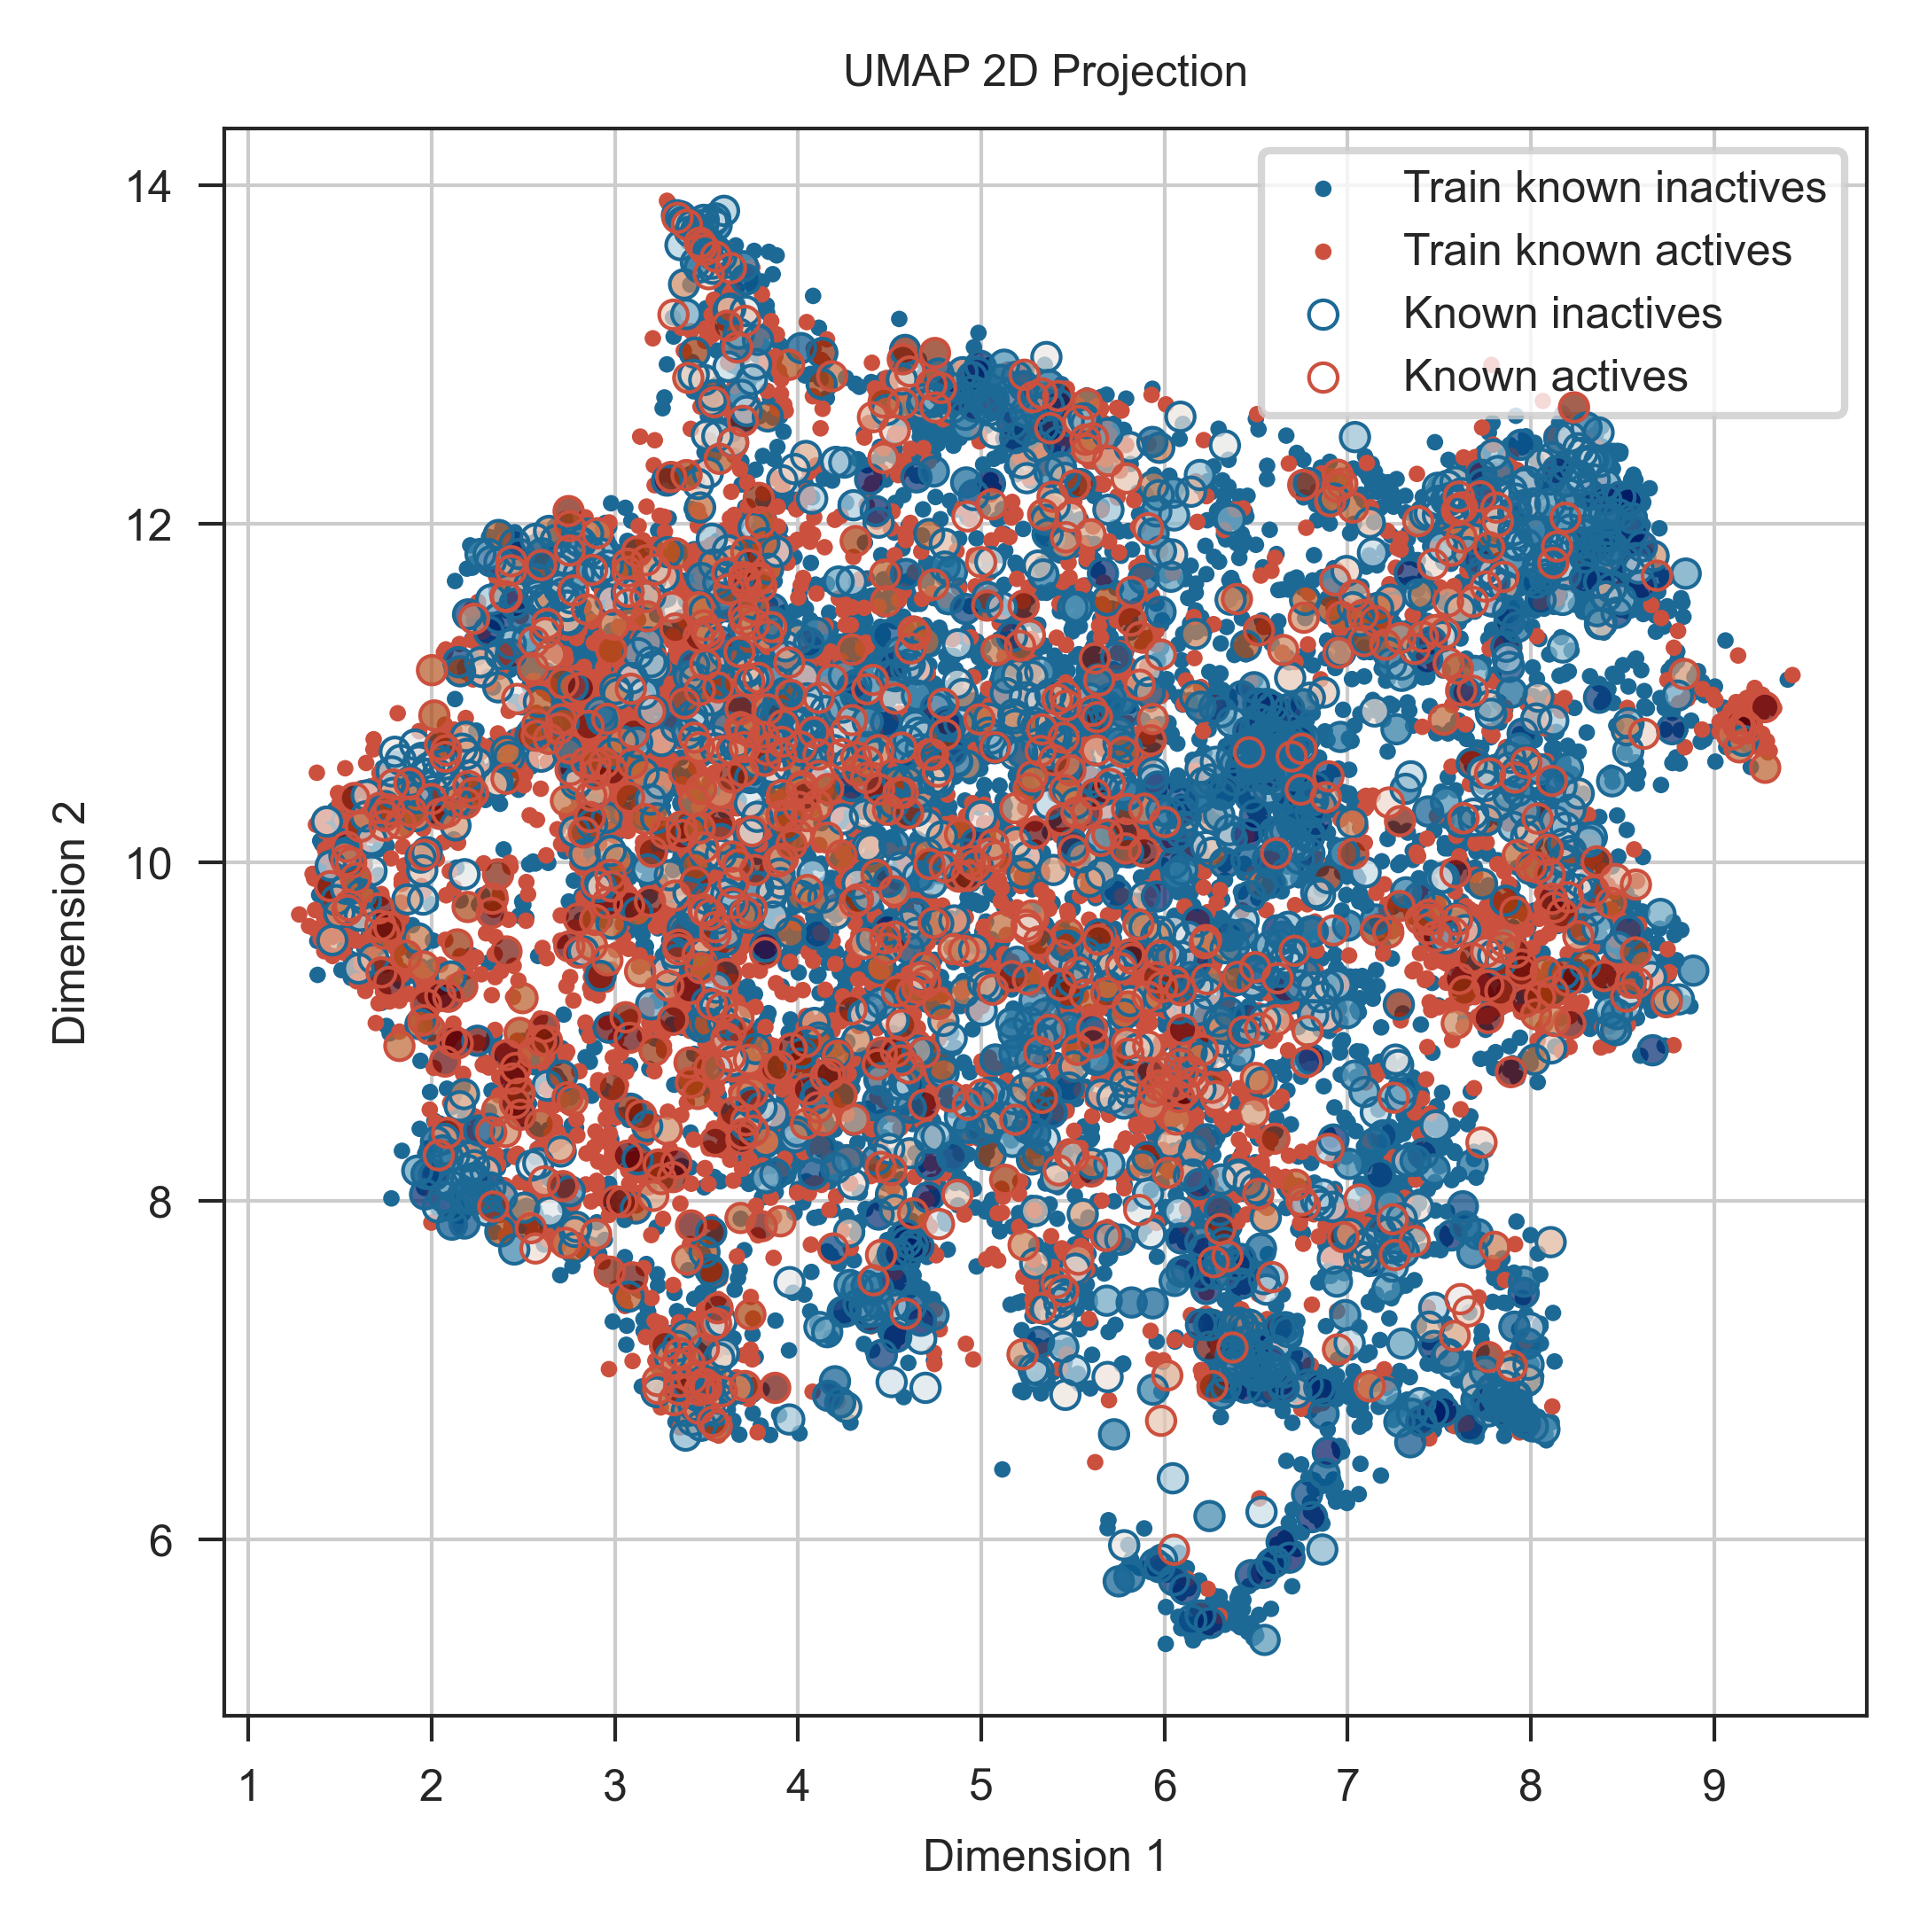 UMAP 2D Projection
Train known inactives
Train known actives
Known inactives
Known actives
14
12
10
8
6
Dimension 2
1 2 3 4 5 6 7 8 9
Dimension 1